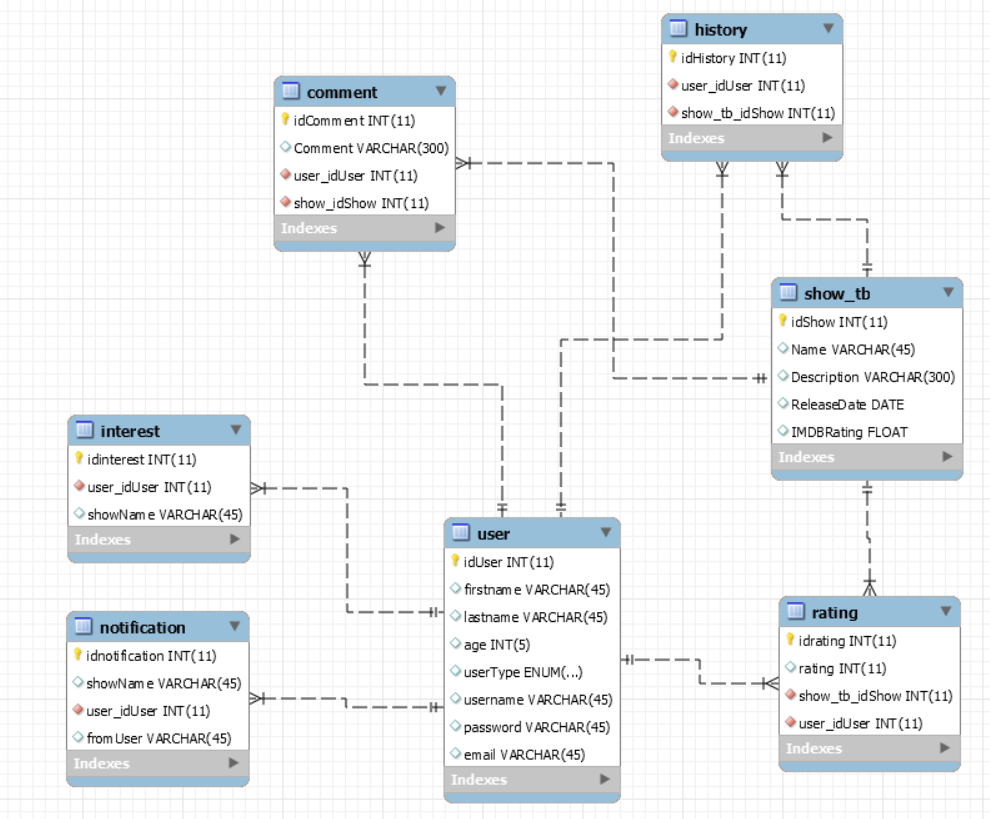 history
idHistory INT(11)
user_idUser INT(11)
show_tb_idShow INT(11)
Indexes
comment
idComment INT(11)
Comment VARCHAR(300)
user_idUser INT(11)
show_idShow INT(11)
Indexes
show_tb
idShow INT(11)
Name VARCHAR(45)
Description VARCHAR(300)
ReleaseDate DATE
IMDBRating FLOAT
Indexes
interest
idinterest INT(11)
user_idUser INT(11)
showName VARCHAR(45)
Indexes
user
idUser INT(11)
firstname VARCHAR(45)
lastname VARCHAR(45)
age INT(5)
userType ENUM(...)
username VARCHAR(45)
password VARCHAR(45)
email VARCHAR(45)
Indexes
notification
idnotification INT(11)
showName VARCHAR(45)
user_idUser INT(11)
fromUser VARCHAR(45)
Indexes
rating
idrating INT(11)
rating INT(11)
show_tb_idShow INT(11)
user_idUser INT(11)
Indexes